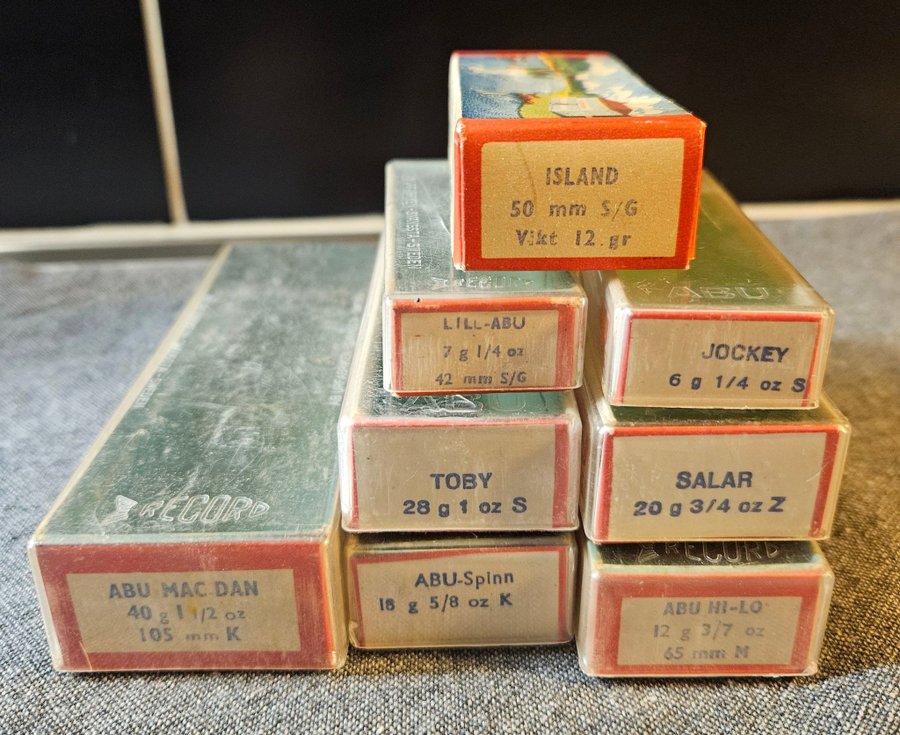 ISLAND
50 mm S/G
Vikt 12 gr
RECORD
LILL-ABU
7 g 1/4 oz
42 mm S/G
ABU
JOCKEY
6 g 1/4 oz S
TOBY
28 g 1 oz S
SALAR
20 g 3/4 oz Z
RECORD
ABU MAC DAN
40 g 1 1/2 oz
105 mm K
ABU-Spinn
18 g 5/8 oz K
RECORD
ABU HI-LO
12 g 3/7 oz
65 mm M